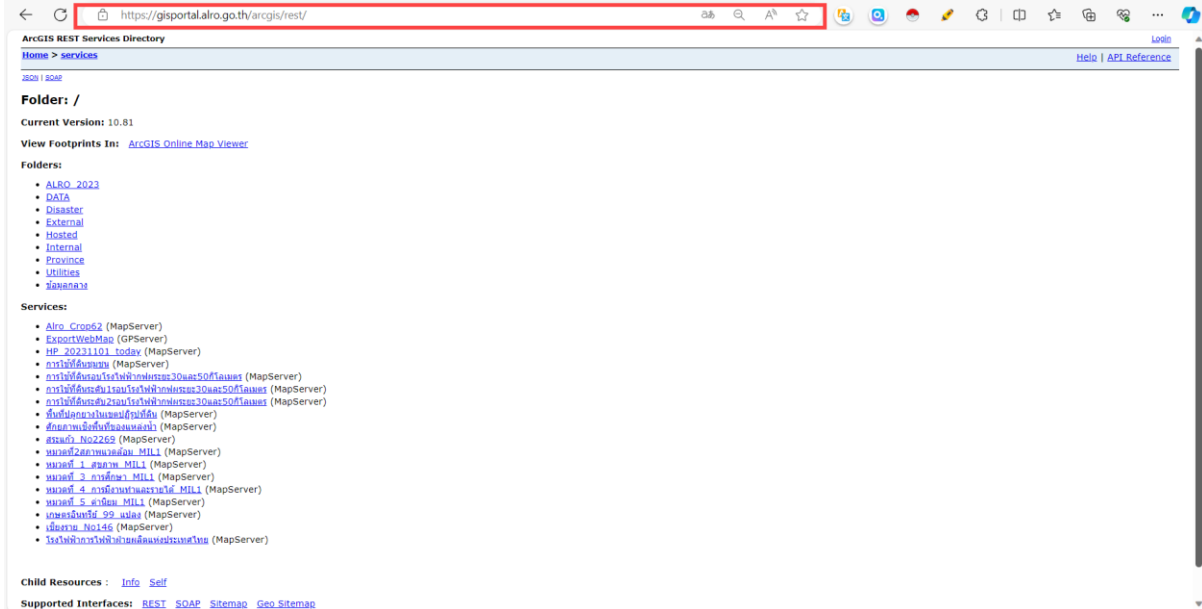 https://gisportal.alro.go.th/arcgis/rest/
ArcGIS REST Services Directory
Login
Home > services
Help | API Reference
JSON | SOAP
Folder: /
Current Version: 10.81
View Footprints In: ArcGIS Online Map Viewer
Folders:
ALRO_2023
DATA
Disaster
External
Hosted
Internal
Province
Utilities
ข้อมูลกลาง
Services:
Alro_Crop62 (MapServer)
ExportWebMap (GPServer)
HP_20231101_today (MapServer)
การใช้ที่ดินชุมชน (MapServer)
การใช้ที่ดินรอบโรงไฟฟ้ากฟผระยะ30และ50กิโลเมตร (MapServer)
การใช้ที่ดินระดับ1รอบโรงไฟฟ้ากฟผระยะ30และ50กิโลเมตร (MapServer)
การใช้ที่ดินระดับ2รอบโรงไฟฟ้ากฟผระยะ30และ50กิโลเมตร (MapServer)
พื้นที่ปลูกยางในเขตปฏิรูปที่ดิน (MapServer)
ศักยภาพเชิงพื้นที่ของแหล่งน้ำ (MapServer)
สระแก้ว_No2269 (MapServer)
หมวดที่2สภาพแวดล้อม_MIL1 (MapServer)
หมวดที่_1_สุขภาพ_MIL1 (MapServer)
หมวดที่_3_การศึกษา_MIL1 (MapServer)
หมวดที่_4_การมีงานทำและรายได้_MIL1 (MapServer)
หมวดที่_5_ค่านิยม_MIL1 (MapServer)
เกษตรอินทรีย์_99_แปลง (MapServer)
เชียงราย_No146 (MapServer)
โรงไฟฟ้าการไฟฟ้าฝ่ายผลิตแห่งประเทศไทย (MapServer)
Child Resources : Info Self
Supported Interfaces: REST SOAP Sitemap Geo Sitemap